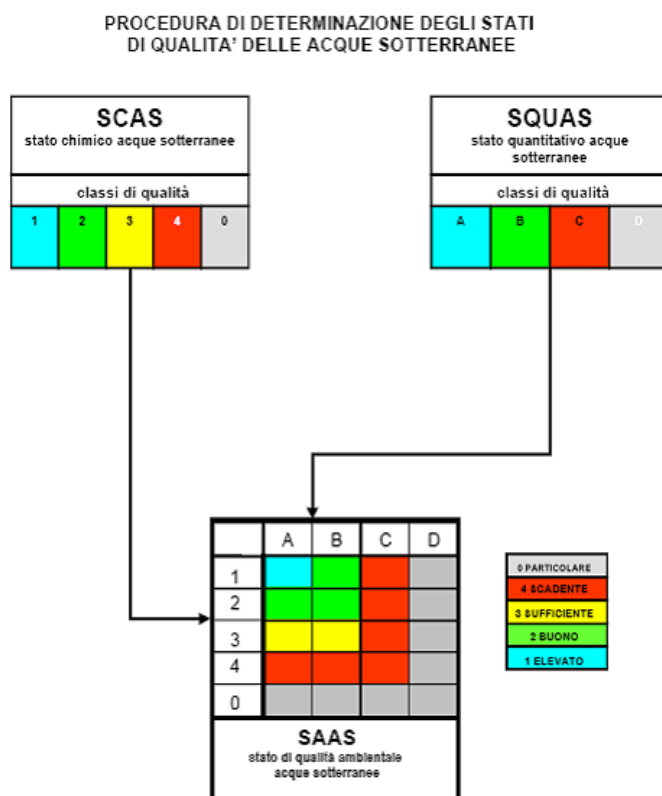 PROCEDURA DI DETERMINAZIONE DEGLI STATI
DI QUALITA' DELLE ACQUE SOTTERRANEE
SCAS
stato chimico acque sotterranee
classi di qualità
1 2 3 4 0
SQUAS
stato quantitativo acque
sotterranee
classi di qualità
A B C D
A B C D
1
2
3
4
0
SAAS
stato di qualità ambientale
acque sotterranee
0 PARTICOLARE
4 SCADENTE
3 SUFFICIENTE
2 BUONO
1 ELEVATO